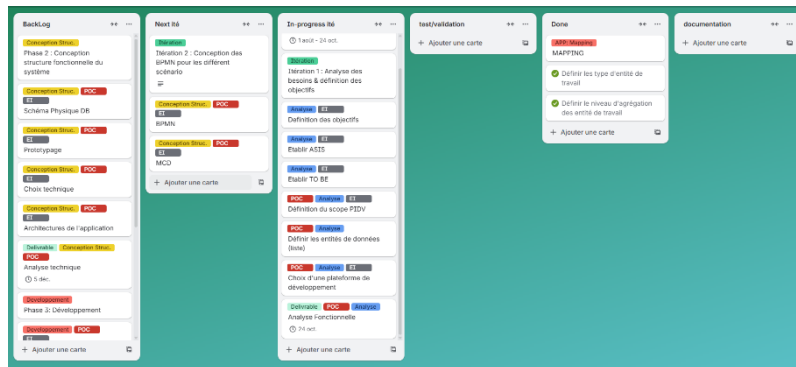 BackLog
Conception Struc.
Phase 2 : Conception
structure fonctionnelle du
système
Conception Struc. POC
EI
Schéma Physique DB
Conception Struc. POC
EI
Prototypage
Conception Struc. POC
EI
Choix technique
Conception Struc. POC
EI
Architectures de l'application
Delivrable Conception Struc.
POC
Analyse technique
5 déc.
Developpement
Phase 3: Développement
Developpement POC
EI
+ Ajouter une carte
Next ité
Itération
Itération 2 : Conception des
BPMN pour les différent
scénario
Conception Struc. POC
EI
BPMN
Conception Struc. POC
EI
MCD
+ Ajouter une carte
In-progress ité
1 août - 24 oct.
Itération
Itération 1 : Analyse des
besoins & définition des
objectifs
Analyse EI
Dafinition des objectifs
Analyse EI
Etablir ASIS
Analyse EI
Etablir TO BE
POC Analyse EI
Définition du scope PIDV
POC Analyse
Définir les entités de données
(liste)
POC Analyse EI
Choix d'une plateforme de
développement
Delivrable POC Analyse
Analyse Fonctionnelle
24 oct.
+ Ajouter une carte
test/validation
+ Ajouter une carte
Done
APP: Mapping
MAPPING
Définir les type d'entité de
travail
Définir le niveau d'agrégation
des entité de travail
+ Ajouter une carte
documentation
+ Ajouter une carte